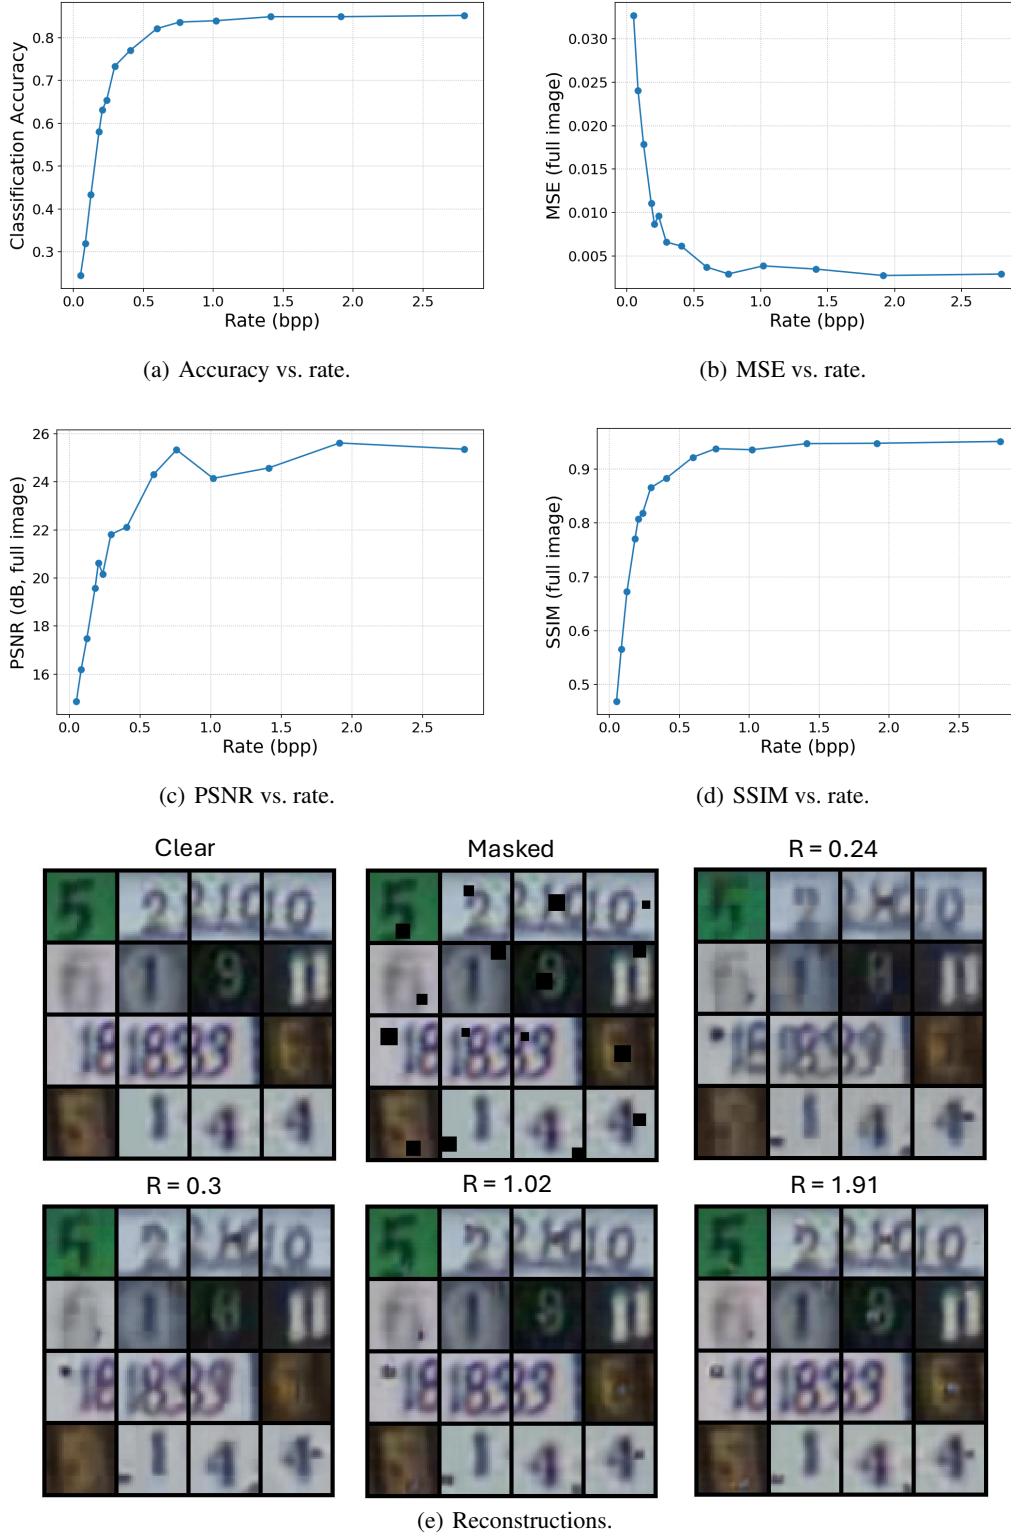 0.8
0.7
0.6
0.5
0.4
0.3
Classification Accuracy
0.0 0.5 1.0 1.5 2.0 2.5
Rate (bpp)
(a) Accuracy vs. rate.
0.030
0.025
0.020
0.015
0.010
0.005
MSE (full image)
0.0 0.5 1.0 1.5 2.0 2.5
Rate (bpp)
(b) MSE vs. rate.
26
24
22
20
18
16
PSNR (dB, full image)
0.0 0.5 1.0 1.5 2.0 2.5
Rate (bpp)
(c) PSNR vs. rate.
0.9
0.8
0.7
0.6
0.5
SSIM (full image)
0.0 0.5 1.0 1.5 2.0 2.5
Rate (bpp)
(d) SSIM vs. rate.
Clear Masked R = 0.24
R = 0.3 R = 1.02 R = 1.91
(e) Reconstructions.